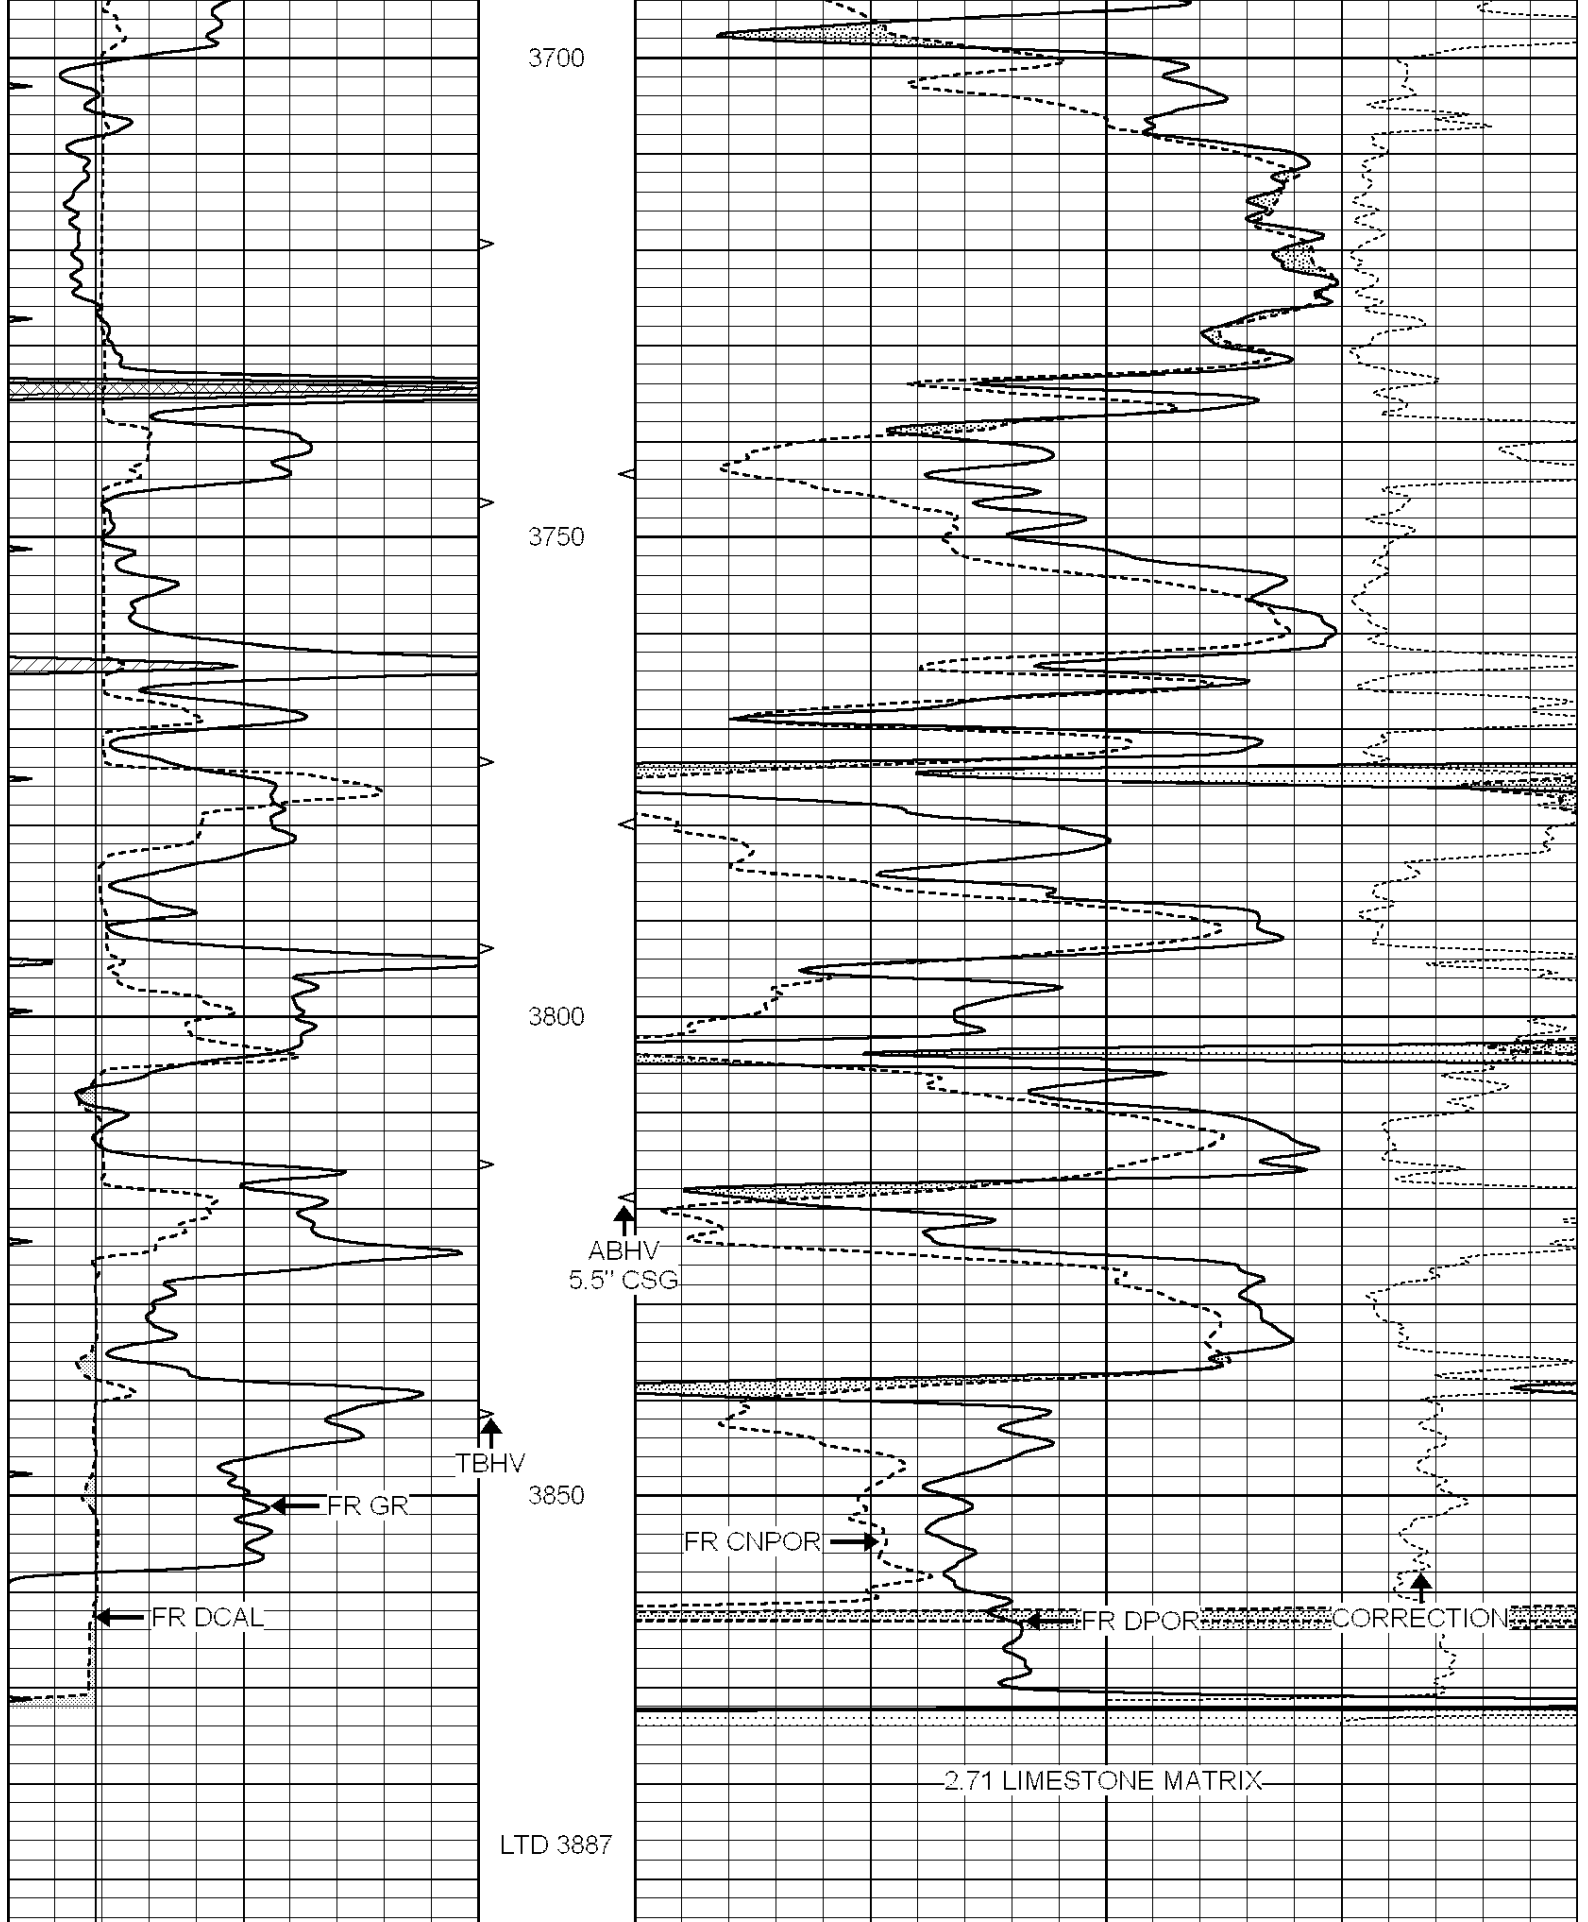 3700
3750
3800
ABHV
5.5" CSG
TBHV
3850
FR GR
FR CNPOR
FR DCAL
FR DPOR
CORRECTION
2.71 LIMESTONE MATRIX
LTD 3887